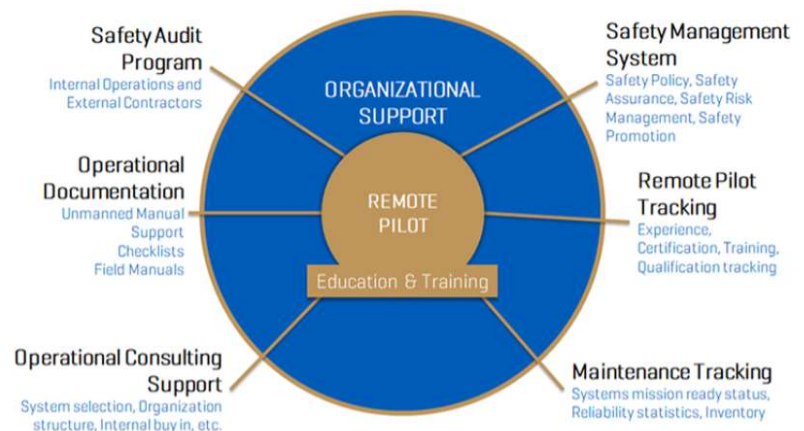 Safety Audit
Program
Internal Operations and
External Contractors
Operational
Documentation
Unmanned Manual
Support
Checklists
Field Manuals
Operational Consulting
Support
System selection, Organization
structure, Internal buy in, etc.
ORGANIZATIONAL
SUPPORT
REMOTE
PILOT
Education & Training
Safety Management
System
Safety Policy, Safety
Assurance, Safety Risk
Management, Safety
Promotion
Remote Pilot
Tracking
Experience,
Certification, Training,
Qualification tracking
Maintenance Tracking
Systems mission ready status,
Reliability statistics, Inventory